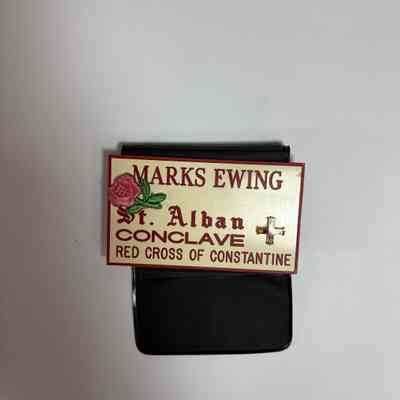 MARKS EWING
St. Alban
CONCLAVE
RED CROSS OF CONSTANTINE